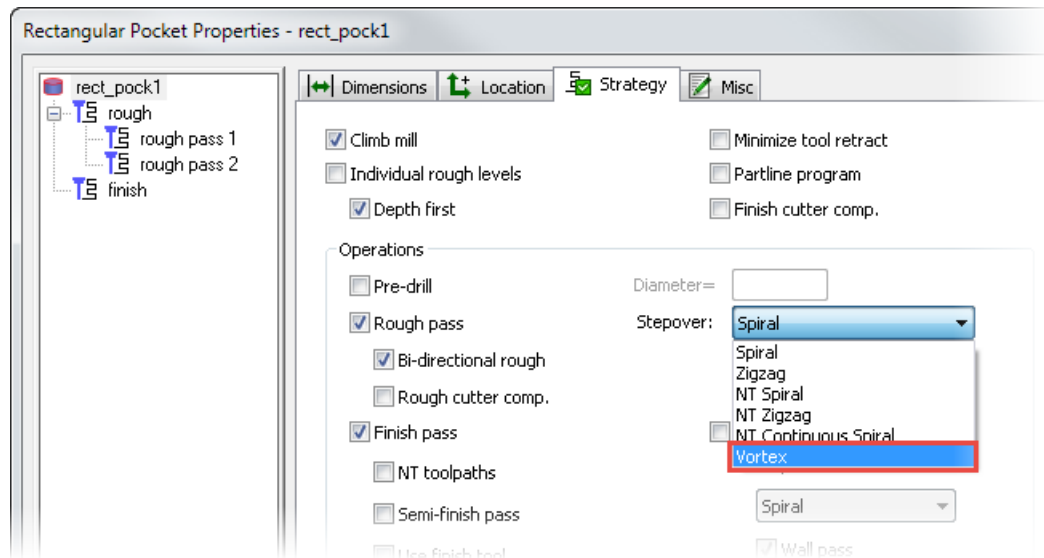 Rectangular Pocket Properties - rect_pock1
rect_pock1
rough
rough pass 1
rough pass 2
finish
Dimensions
Location
Strategy
Misc
Climb mill
Minimize tool retract
Individual rough levels
Partline program
Depth first
Finish cutter comp.
Operations
Pre-drill
Diameter=
Rough pass
Stepover:
Spiral
Spiral
Zigzag
NT Spiral
NT Zigzag
NT Continuous Spiral
Vortex
Bi-directional rough
Rough cutter comp.
Finish pass
NT toolpaths
Semi-finish pass
Spiral
Use finish tool
Wall pass